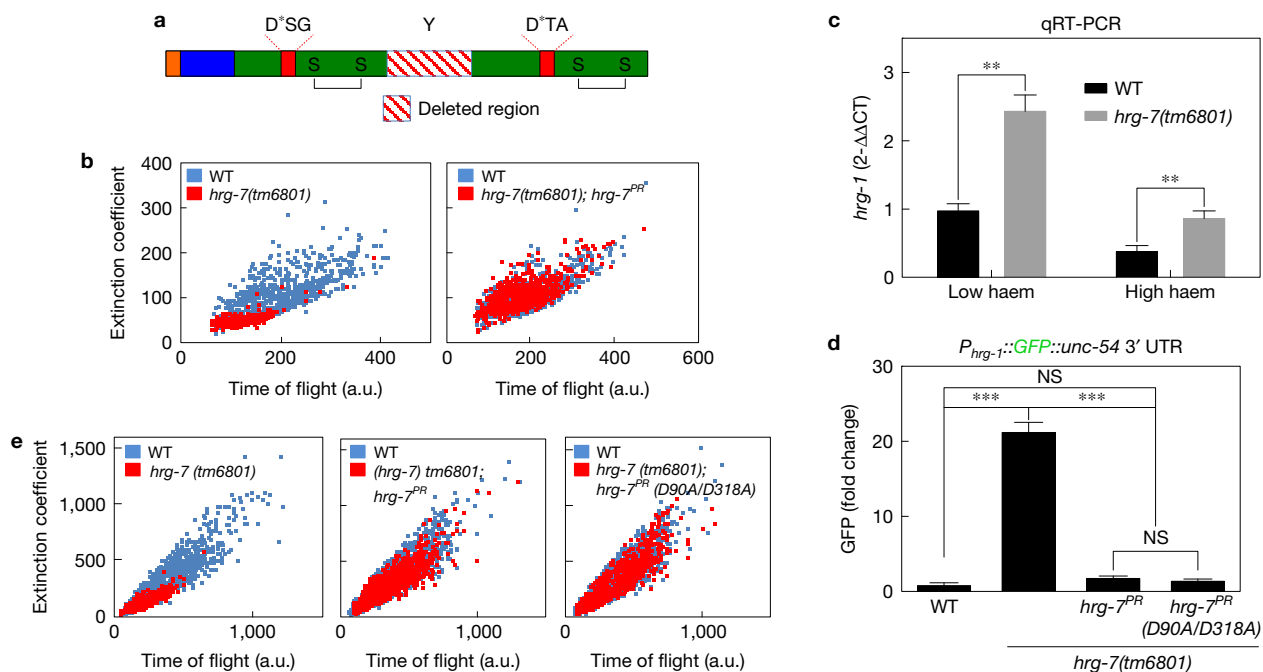 a
D*SG
Y
D*TA
S
S
S
S
Deleted region
b
Extinction coefficient
400
300
200
100
0
WT
hrg-7(tm6801)
0
200
400
Time of flight (a.u.)
WT
hrg-7(tm6801); hrg-7PR
0
200
400
600
Time of flight (a.u.)
c
qRT-PCR
hrg-1 (2-ΔΔCT)
3
2
1
0
**
**
WT
hrg-7(tm6801)
Low haem
High haem
d
Phrg-1::GFP::unc-54 3′ UTR
GFP (fold change)
30
20
10
0
NS
***
***
NS
WT
hrg-7PR
hrg-7PR
(D90A/D318A)
hrg-7(tm6801)
e
Extinction coefficient
1,500
1,000
500
0
WT
hrg-7 (tm6801)
0
1,000
Time of flight (a.u.)
WT
(hrg-7) tm6801;
hrg-7PR
0
1,000
Time of flight (a.u.)
WT
hrg-7 (tm6801);
hrg-7PR (D90A/D318A)
0
1,000
Time of flight (a.u.)